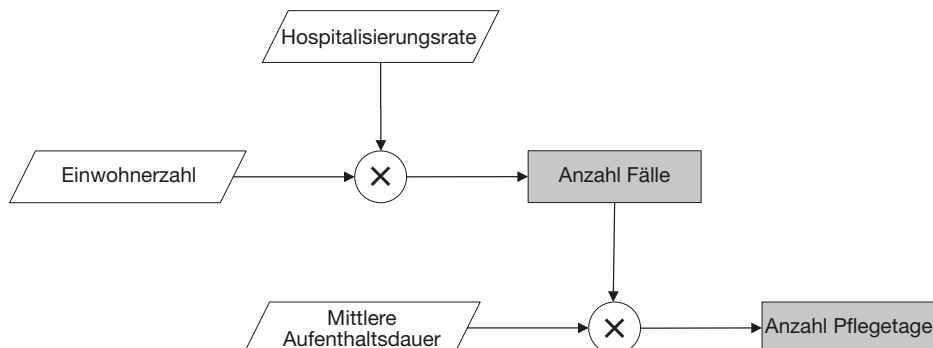 Hospitalisierungsrate
Einwohnerzahl
Anzahl Fälle
Mittlere
Aufenthaltsdauer
Anzahl Pflegetage